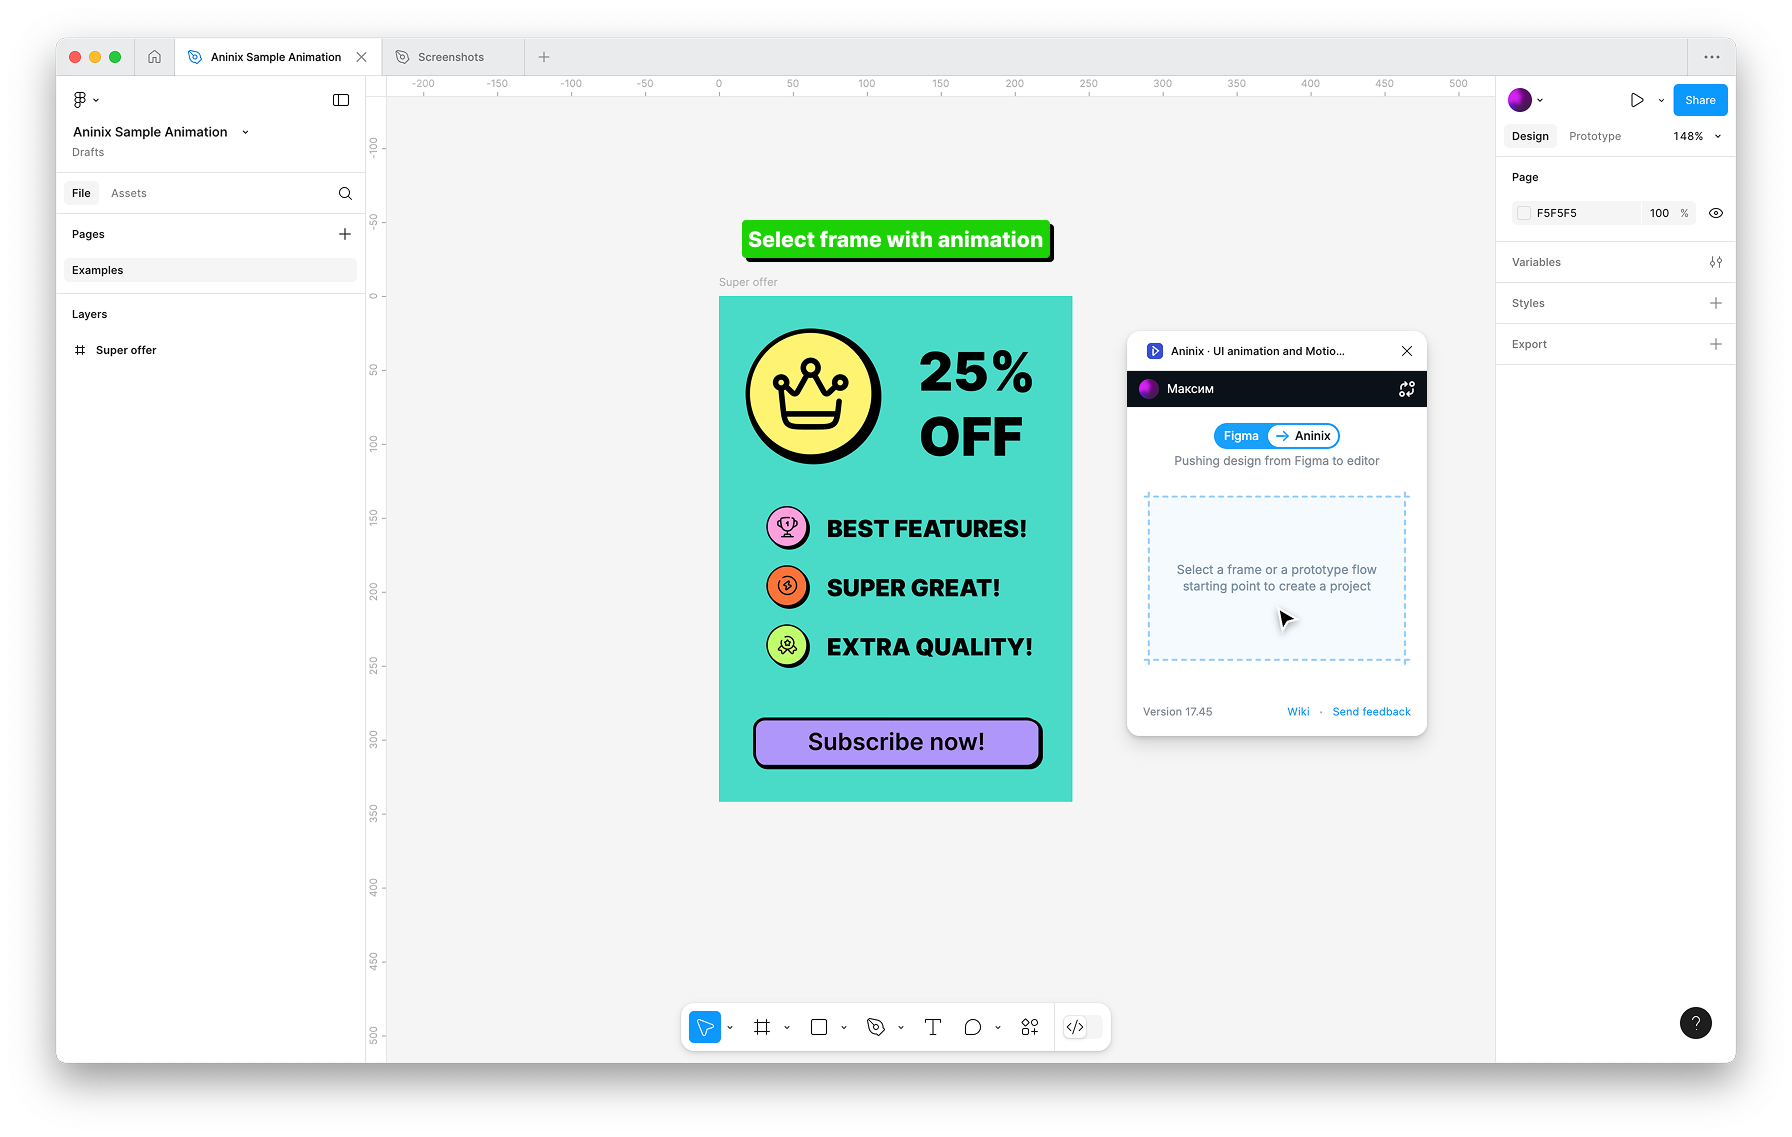 Aninix Sample Animation
Screenshots
Aninix Sample Animation
Drafts
File
Assets
Pages
Examples
Layers
Super offer
-200
-150
-100
-50
0
50
100
150
200
250
300
350
400
450
500
-100
-50
0
50
100
150
200
250
300
350
400
450
500
Select frame with animation
Super offer
25%
OFF
1
BEST FEATURES!
SUPER GREAT!
EXTRA QUALITY!
Subscribe now!
Aninix · UI animation and Motio...
Максим
Figma → Aninix
Pushing design from Figma to editor
Select a frame or a prototype flow
starting point to create a project
Version 17.45
Wiki · Send feedback
Share
Design
Prototype
148%
Page
F5F5F5
100 %
Variables
Styles
Export
?